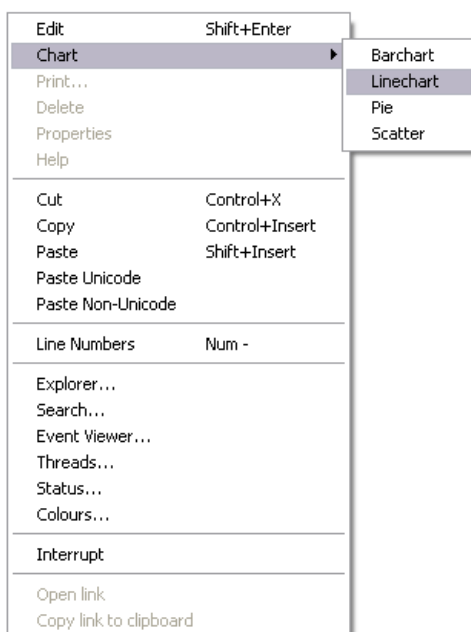 Edit Shift+Enter
Chart
Barchart
Linechart
Pie
Scatter
Print...
Delete
Properties
Help
Cut Control+X
Copy Control+Insert
Paste Shift+Insert
Paste Unicode
Paste Non-Unicode
Line Numbers Num -
Explorer...
Search...
Event Viewer...
Threads...
Status...
Colours...
Interrupt
Open link
Copy link to clipboard